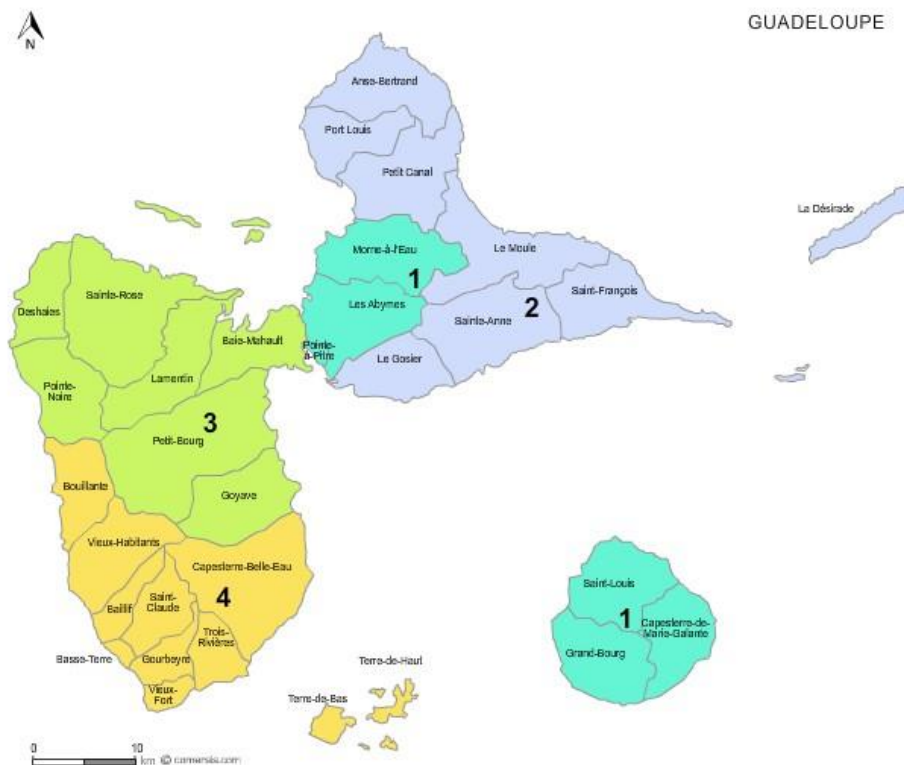 GUADELOUPE
N
Anse-Bertrand
Port Louis
Petit Canal
La Désirade
Morne-à-l'Eau
Le Moule
1
Saint-François
Les Abymes
Sainte-Anne
2
Sainte-Rose
Deshaies
Baie-Mahault
Pointe-
à-Pitre
Le Gosier
Lamentin
Pointe-
Noire
3
Petit-Bourg
Bouillante
Goyave
Vieux-Habitants
Capesterre-Belle-Eau
Saint-
Claude
4
Baillif
Trois-
Rivières
Basse-Terre
Gourbeyre
Vieux-
Fort
Saint-Louis
1
Capesterre-de-
Marie-Galante
Grand-Bourg
Terre-de-Haut
Terre-de-Bas
0 10
km © comersis.com